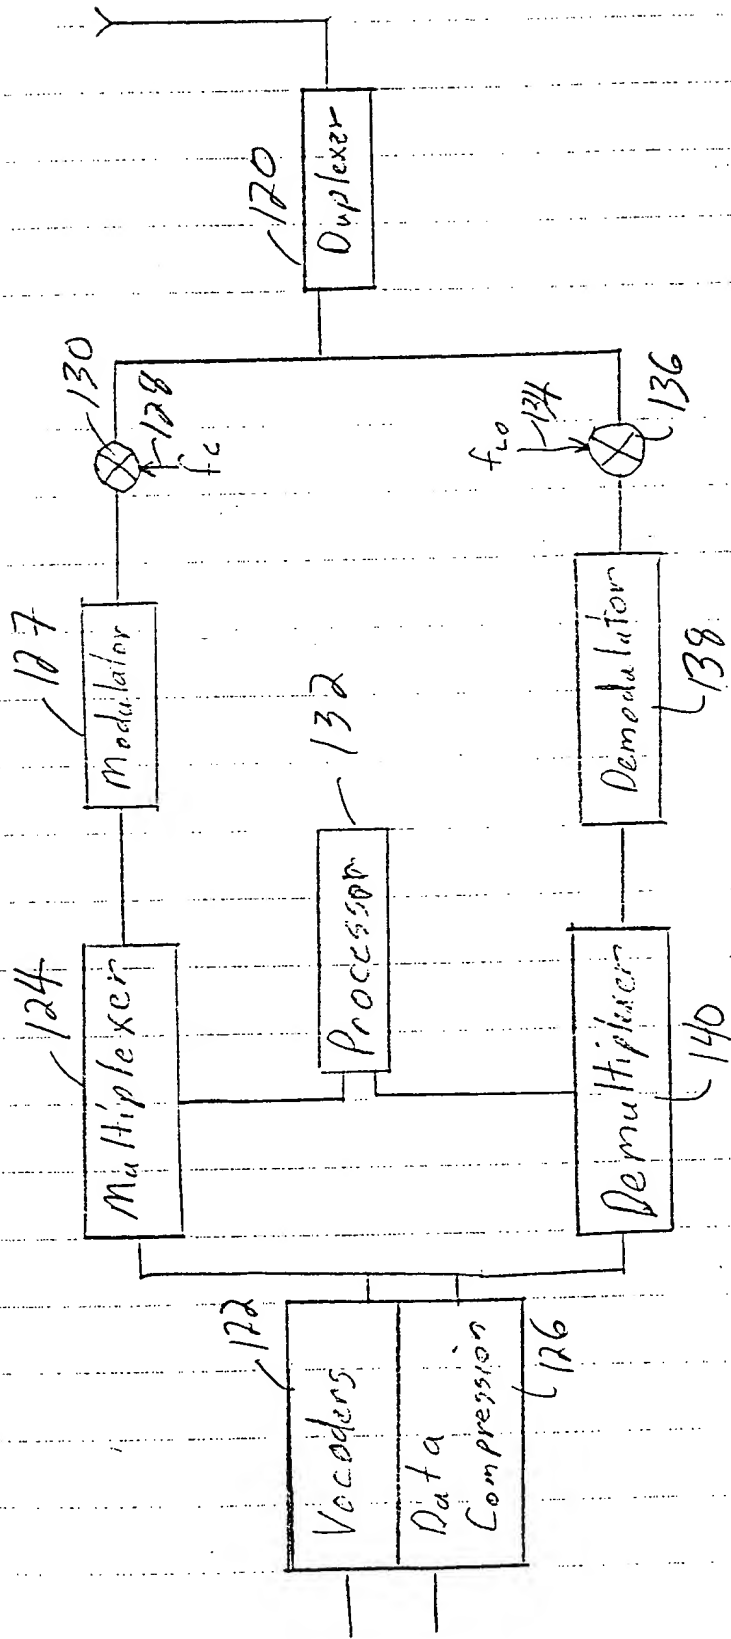 122
Vocoders
Data
Compression
126
124
Multiplexer
127
Modulator
130
128
fc
Processor
132
120
Duplexer
fLO
134
136
Demultiplexer
140
Demodulator
138